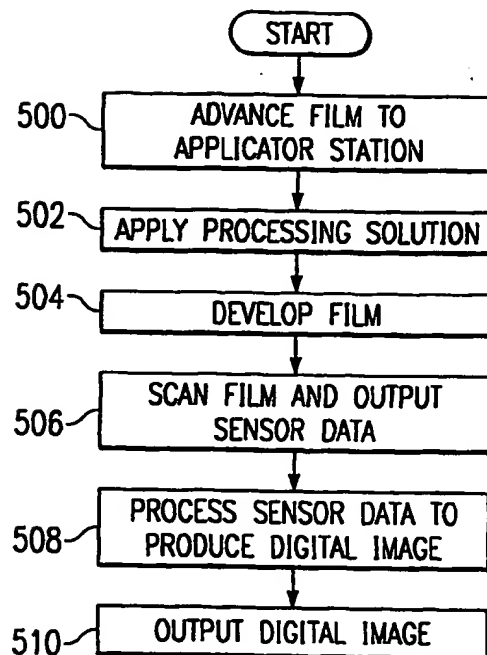 START
500
ADVANCE FILM TO
APPLICATOR STATION
502
APPLY PROCESSING SOLUTION
504
DEVELOP FILM
506
SCAN FILM AND OUTPUT
SENSOR DATA
508
PROCESS SENSOR DATA TO
PRODUCE DIGITAL IMAGE
510
OUTPUT DIGITAL IMAGE